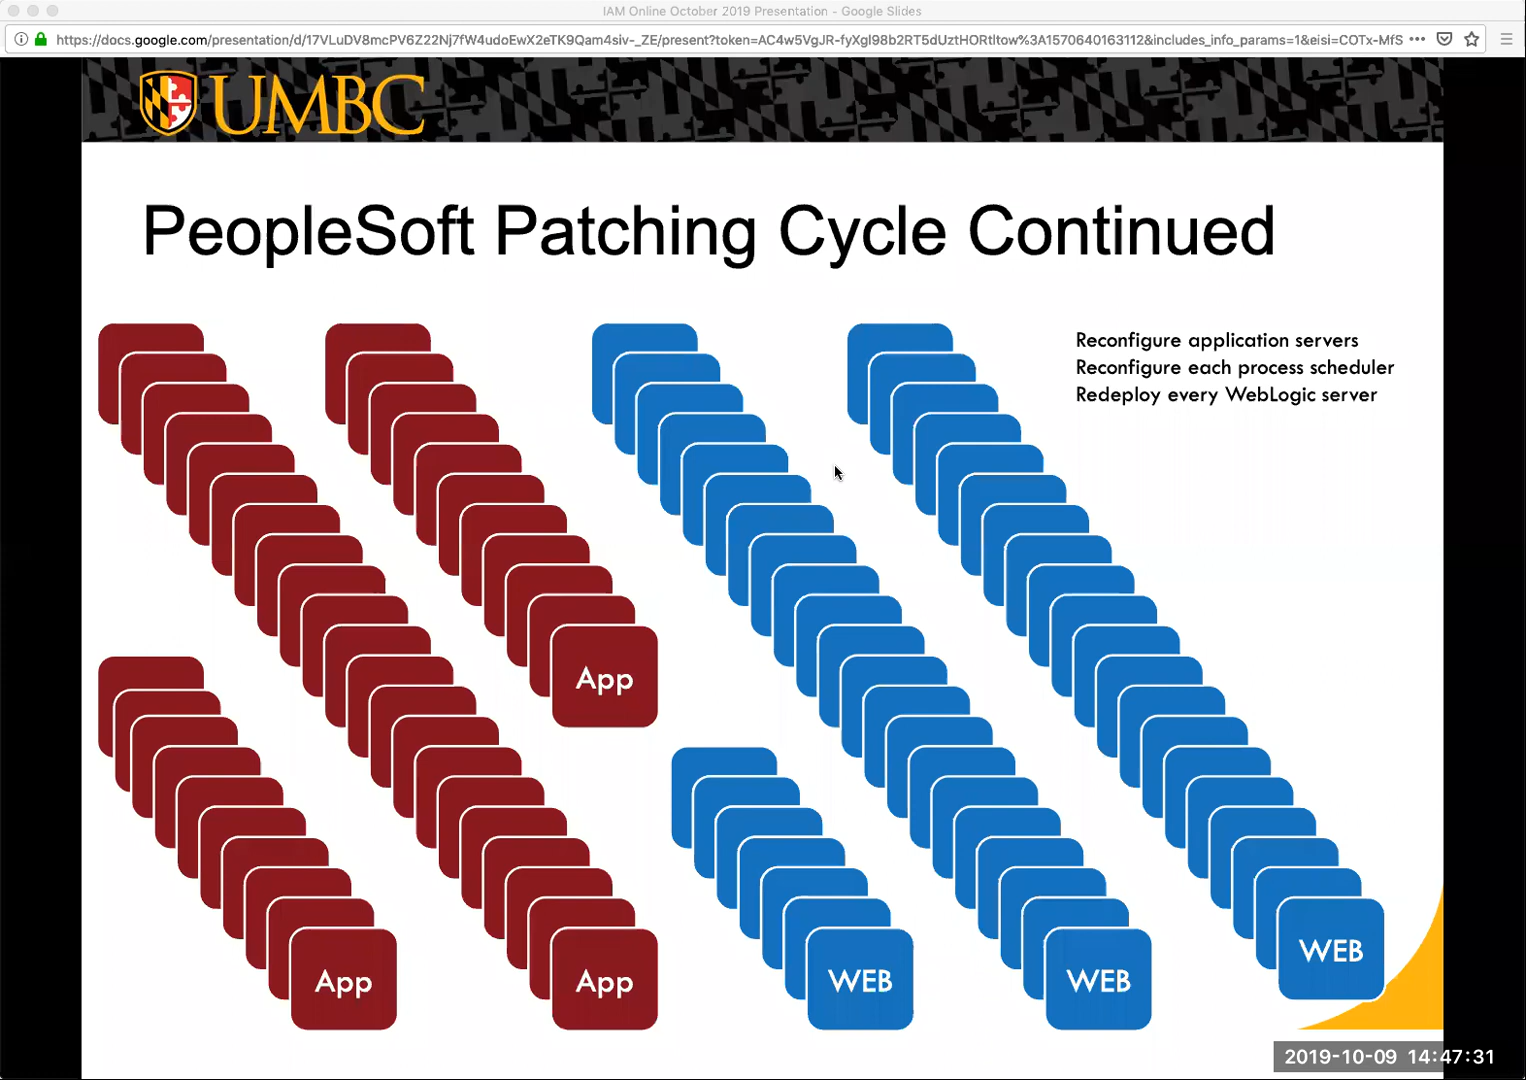 IAM Online October 2019 Presentation - Google Slides
https://docs.google.com/presentation/d/17VLuDV8mcPV6Z22Nj7fW4udoEwX2eTK9Qam4siv-_ZE/present?token=AC4w5VgJR-fyXgl98b2RT5dUztHORtltow%3A1570640163112&includes_info_params=1&eisi=COTx-MfS
UMBC
PeopleSoft Patching Cycle Continued
Reconfigure application servers
Reconfigure each process scheduler
Redeploy every WebLogic server
App
App
App
WEB
WEB
WEB
2019-10-09 14:47:31